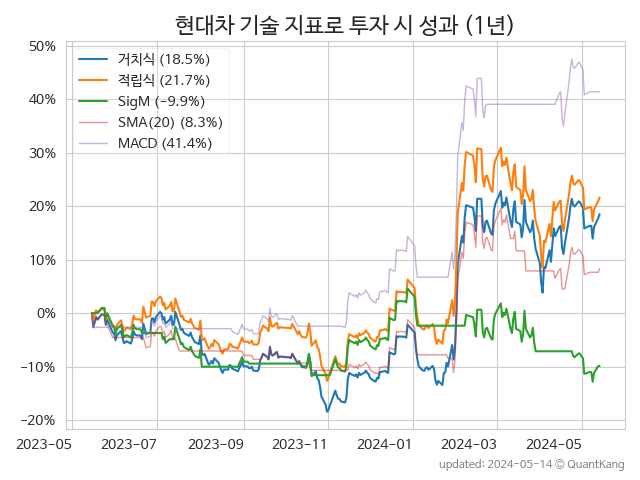 현대차 기술 지표로 투자 시 성과 (1년)
50%
40%
30%
20%
10%
0%
−10%
−20%
거치식 (18.5%)
적립식 (21.7%)
SigM (−9.9%)
SMA(20) (8.3%)
MACD (41.4%)
2023-05 2023-07 2023-09 2023-11 2024-01 2024-03 2024-05
updated: 2024-05-14 © QuantKang